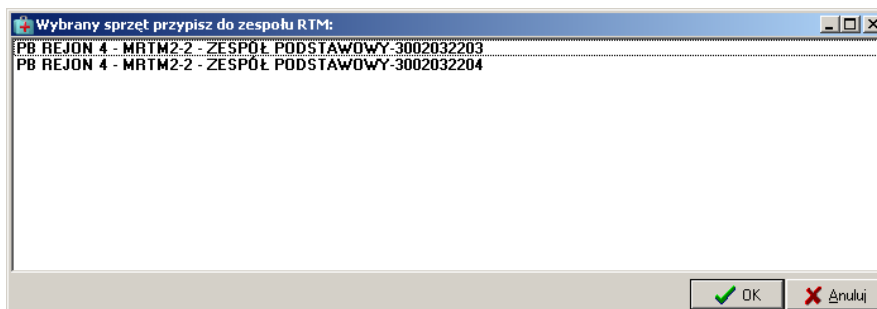 Wybrany sprzęt przypisz do zespołu RTM:
PB REJON 4 - MRTM2-2 - ZESPÓŁ PODSTAWOWY-3002032203
PB REJON 4 - MRTM2-2 - ZESPÓŁ PODSTAWOWY-3002032204
OK Anuluj